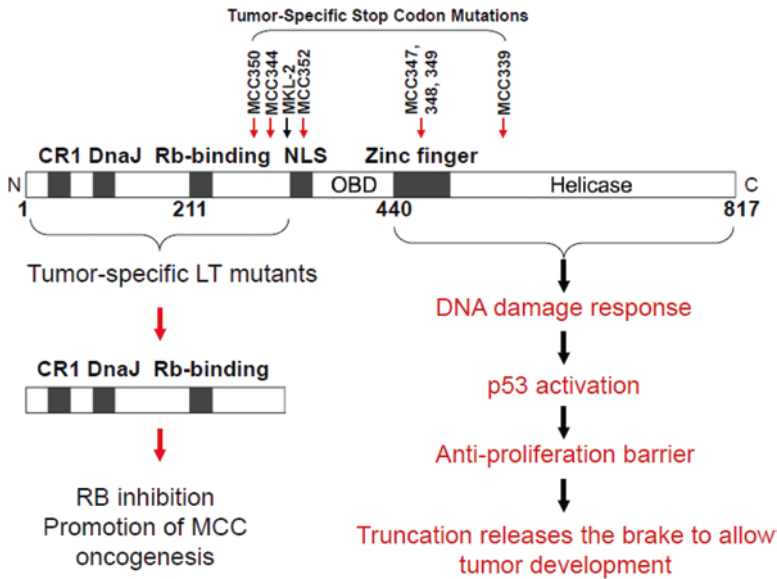 Tumor-Specific Stop Codon Mutations
MCC350
MCC344
MKL-2
MCC352
MCC347,
348, 349
MCC339
CR1 DnaJ Rb-binding NLS Zinc finger
N OBD Helicase C
1 211 440 817
Tumor-specific LT mutants
CR1 DnaJ Rb-binding
RB inhibition
Promotion of MCC
oncogenesis
DNA damage response
p53 activation
Anti-proliferation barrier
Truncation releases the brake to allow
tumor development